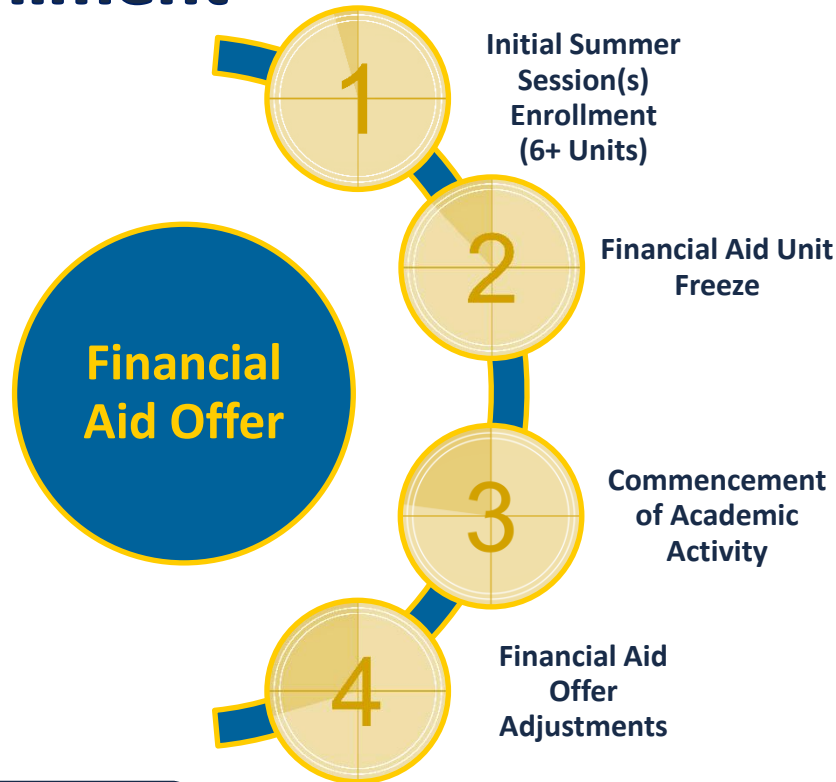 Financial
Aid Offer
1
Initial Summer
Session(s)
Enrollment
(6+ Units)
2
Financial Aid Unit
Freeze
3
Commencement
of Academic
Activity
4
Financial Aid
Offer
Adjustments